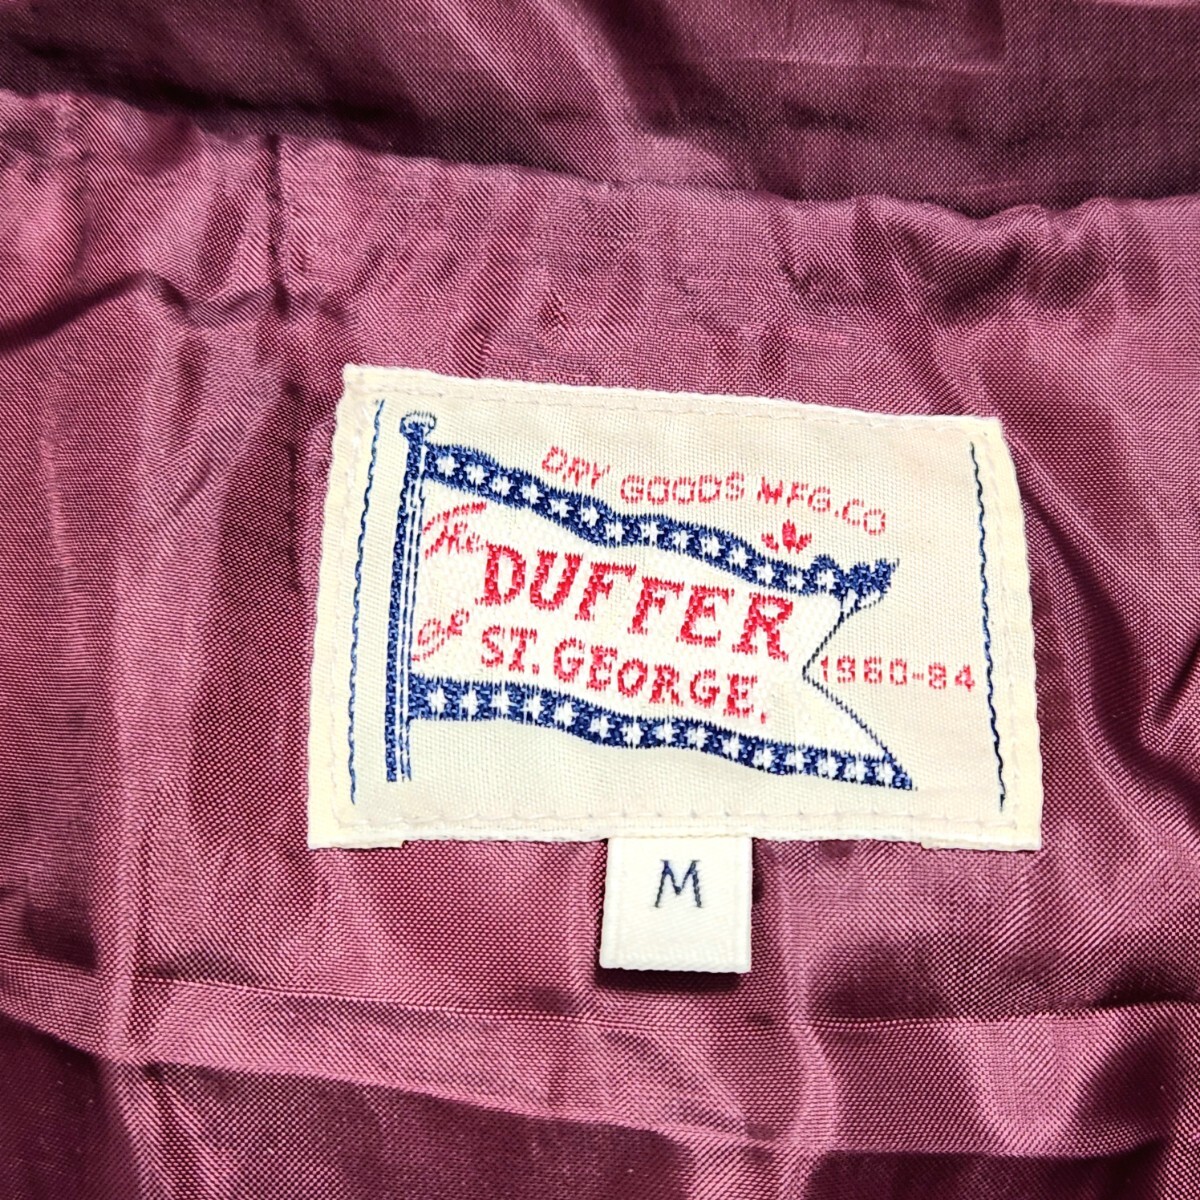 DRY GOODS MFG.CO
The
DUFFER
of
ST. GEORGE.
1960-84
M